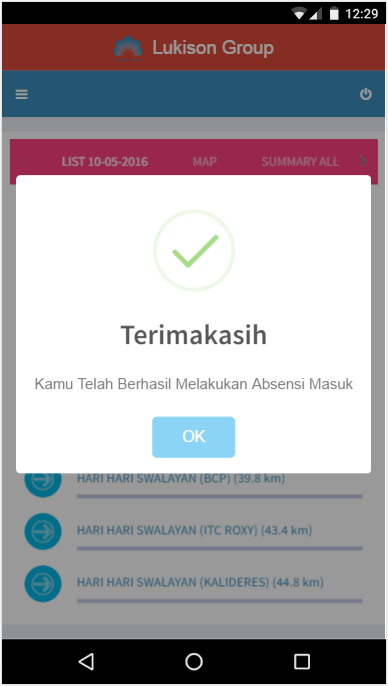 12:29
Lukison Group
LIST 10-05-2016 MAP SUMMARY ALL
Terimakasih
Kamu Telah Berhasil Melakukan Absensi Masuk
OK
HARI HARI SWALAYAN (BCP) (39.8 km)
HARI HARI SWALAYAN (ITC ROXY) (43.4 km)
HARI HARI SWALAYAN (KALIDERES) (44.8 km)